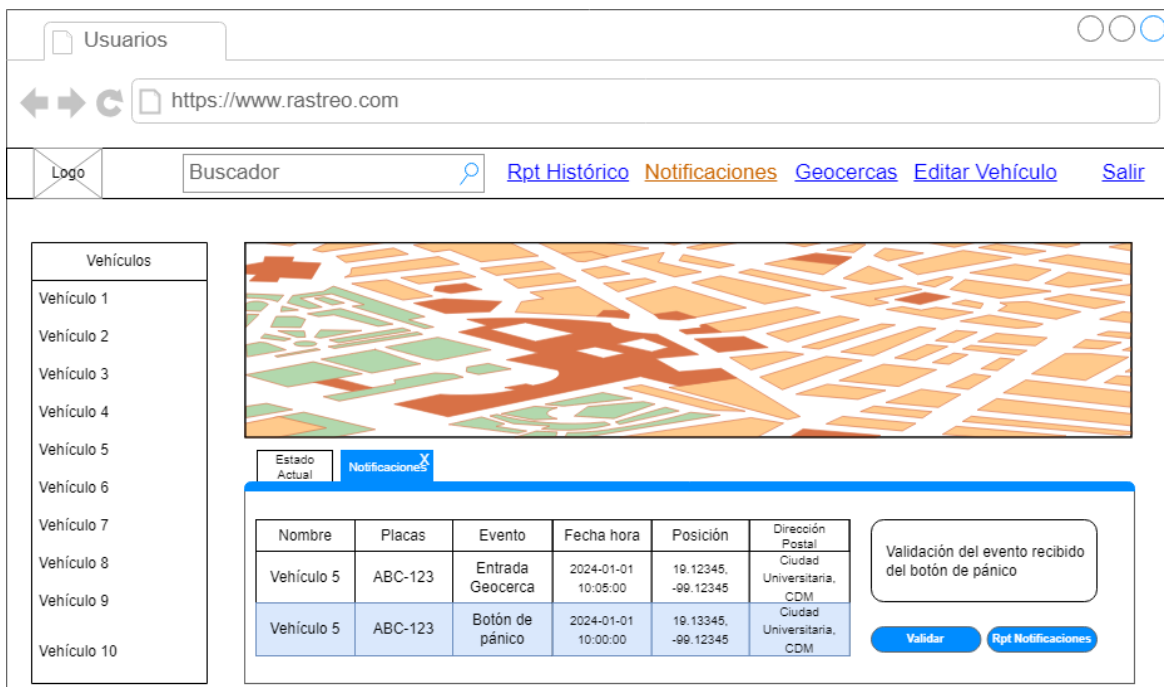 Usuarios
https://www.rastreo.com
Logo
Buscador
Rpt Histórico
Notificaciones
Geocercas
Editar Vehículo
Salir
Vehículos
Vehículo 1
Vehículo 2
Vehículo 3
Vehículo 4
Vehículo 5
Vehículo 6
Vehículo 7
Vehículo 8
Vehículo 9
Vehículo 10
Estado
Actual
Notificaciones
X
Nombre
Placas
Evento
Fecha hora
Posición
Dirección
Postal
Vehículo 5
ABC-123
Entrada
Geocerca
2024-01-01
10:05:00
19.12345,
-99.12345
Ciudad
Universitaria,
CDM
Vehículo 5
ABC-123
Botón de
pánico
2024-01-01
10:00:00
19.13345,
-99.12345
Ciudad
Universitaria,
CDM
Validación del evento recibido
del botón de pánico
Validar
Rpt Notificaciones